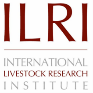 ILRI
INTERNATIONAL
LIVESTOCK RESEARCH
INSTITUTE